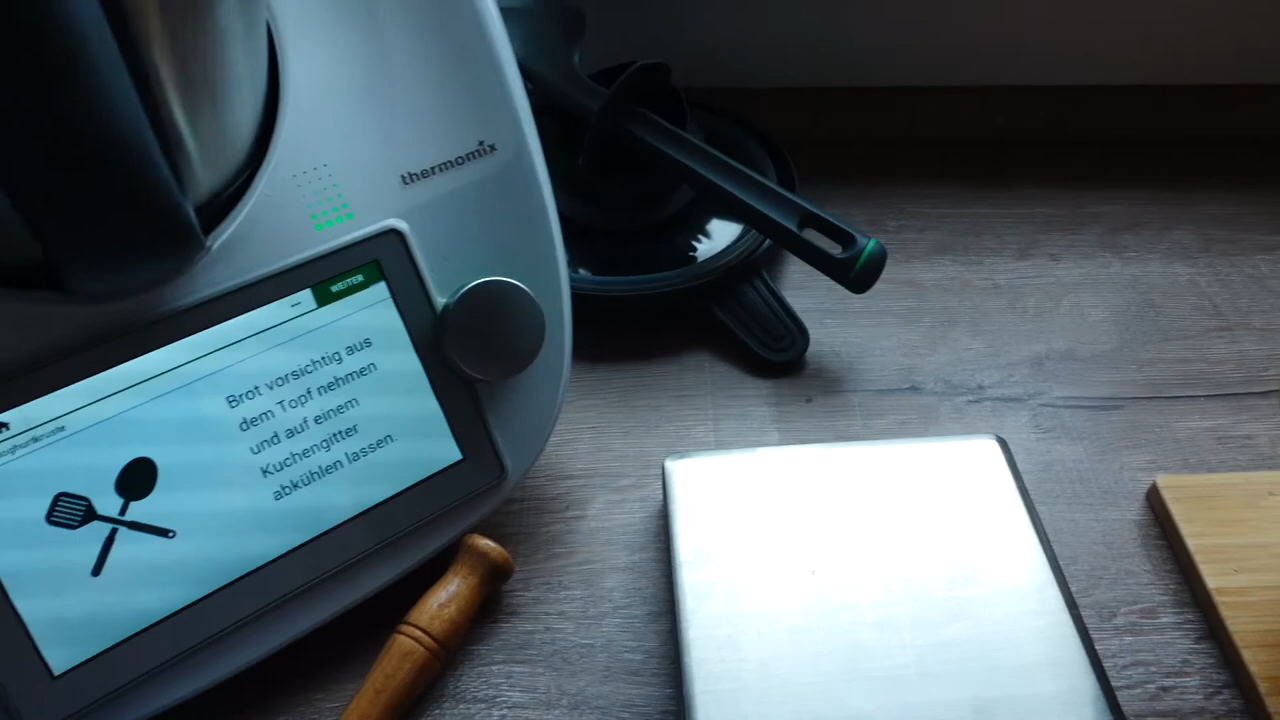 thermomix
WEITER
Brot vorsichtig aus
dem Topf nehmen
und auf einem
Kuchengitter
abkühlen lassen.